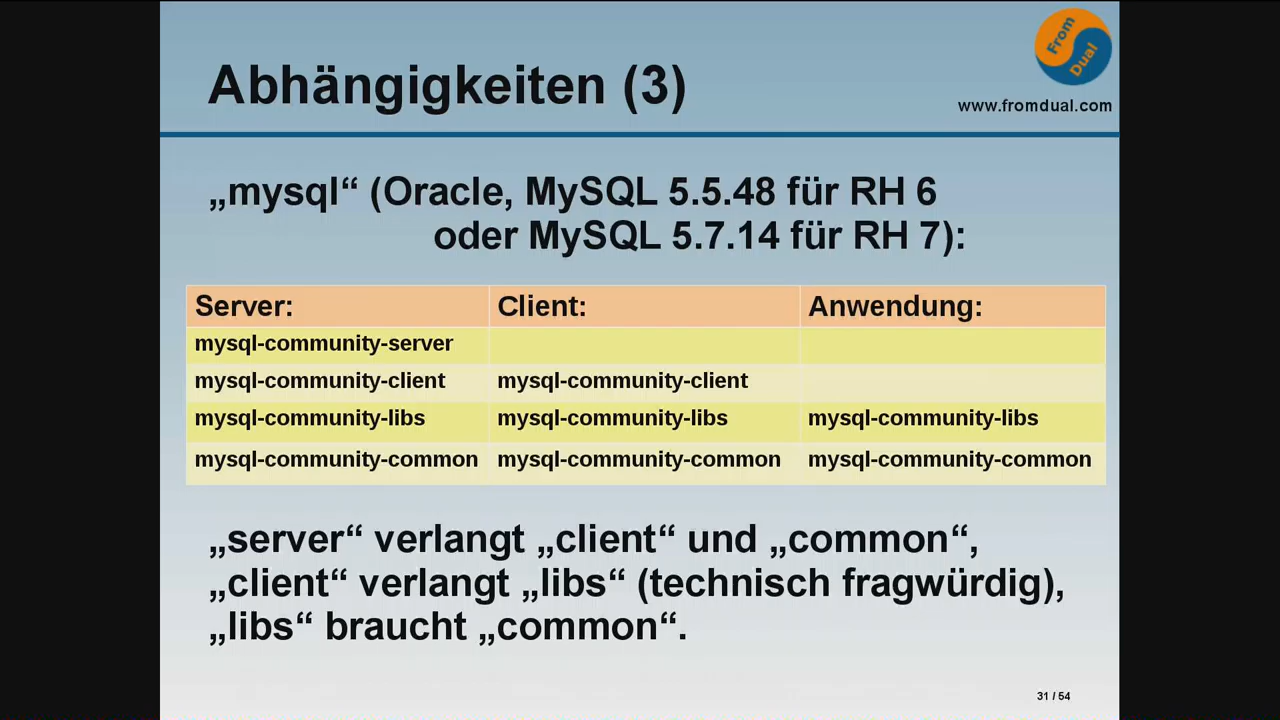 Abhängigkeiten (3)
From
Dual
www.fromdual.com
„mysql“ (Oracle, MySQL 5.5.48 für RH 6
oder MySQL 5.7.14 für RH 7):
Server: Client: Anwendung:
mysql-community-server
mysql-community-client mysql-community-client
mysql-community-libs mysql-community-libs mysql-community-libs
mysql-community-common mysql-community-common mysql-community-common
„server“ verlangt „client“ und „common“,
„client“ verlangt „libs“ (technisch fragwürdig),
„libs“ braucht „common“.
31 / 54